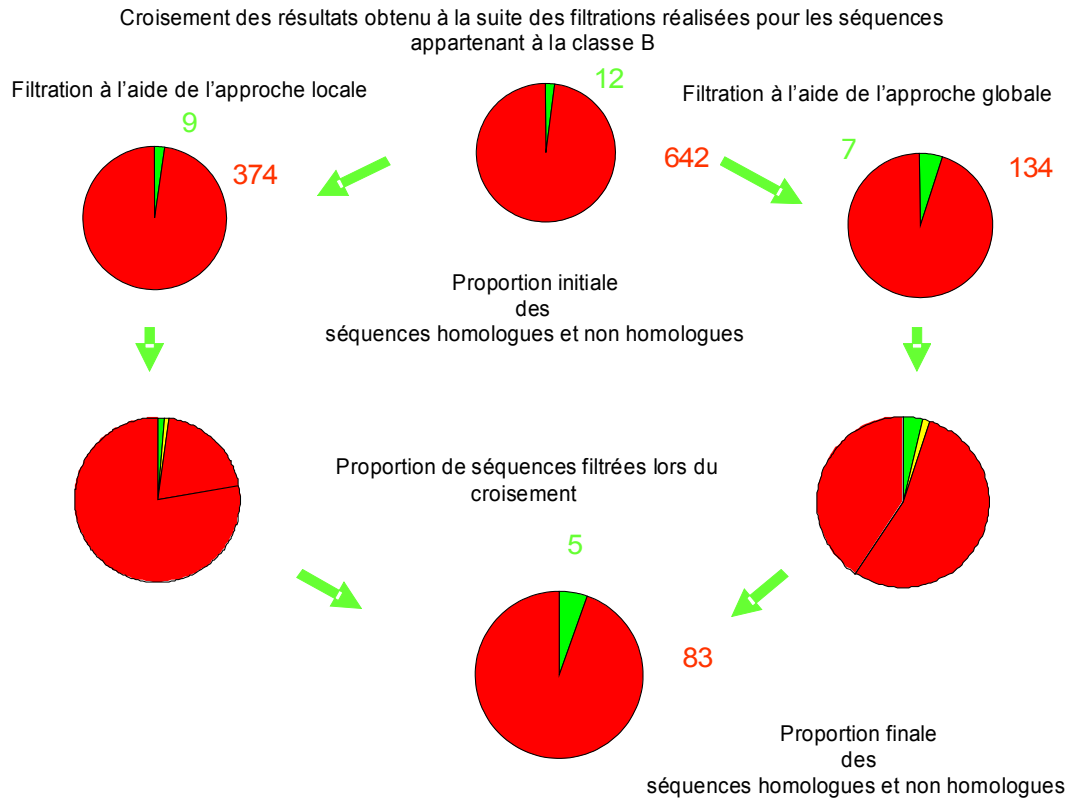 Croisement des résultats obtenu à la suite des filtrations réalisées pour les séquences
appartenant à la classe B
Filtration à l'aide de l'approche locale
12
Filtration à l'aide de l'approche globale
9
374
642
7
134
Proportion initiale
des
séquences homologues et non homologues
Proportion de séquences filtrées lors du
croisement
5
83
Proportion finale
des
séquences homologues et non homologues